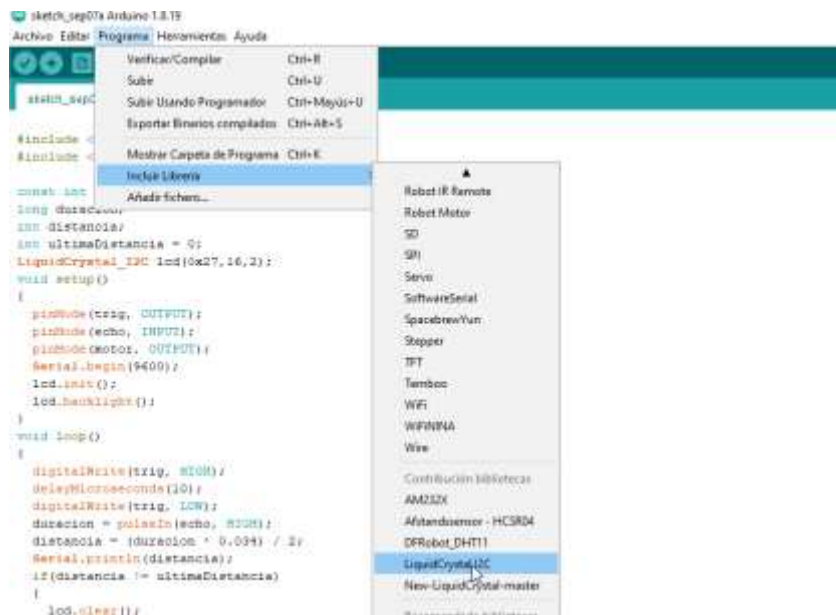 sketch_sep07a Arduino 1.8.19
Archivo Editar Programa Herramientas Ayuda
Verificar/Compilar Ctrl+R
Subir Ctrl+U
sketch_sep0
Subir Usando Programador Ctrl+Mayús+U
Exportar Binarios compilados Ctrl+Alt+S
#include <
Mostrar Carpeta de Programa Ctrl+K
#include <
Incluir Librería
const int
Añadir fichero...
long duracion;
int distancia;
int ultimaDistancia = 0;
LiquidCrystal_I2C lcd(0x27,16,2);
void setup()
{
pinMode(trig, OUTPUT);
pinMode(echo, INPUT);
pinMode(motor, OUTPUT);
Serial.begin(9600);
lcd.init();
lcd.backlight();
}
void loop()
{
digitalWrite(trig, HIGH);
delayMicroseconds(10);
digitalWrite(trig, LOW);
duracion = pulseIn(echo, HIGH);
distancia = (duracion * 0.034) / 2;
Serial.println(distancia);
if(distancia != ultimaDistancia)
{
lcd.clear();
Robot IR Remote
Robot Motor
SD
SPI
Servo
SoftwareSerial
SpacebrewYun
Stepper
TFT
Temboo
WiFi
WiFiNINA
Wire
Contribución bibliotecas
AM232X
Afstandsensor - HCSR04
DFRobot_DHT11
LiquidCrystal I2C
New-LiquidCrystal-master